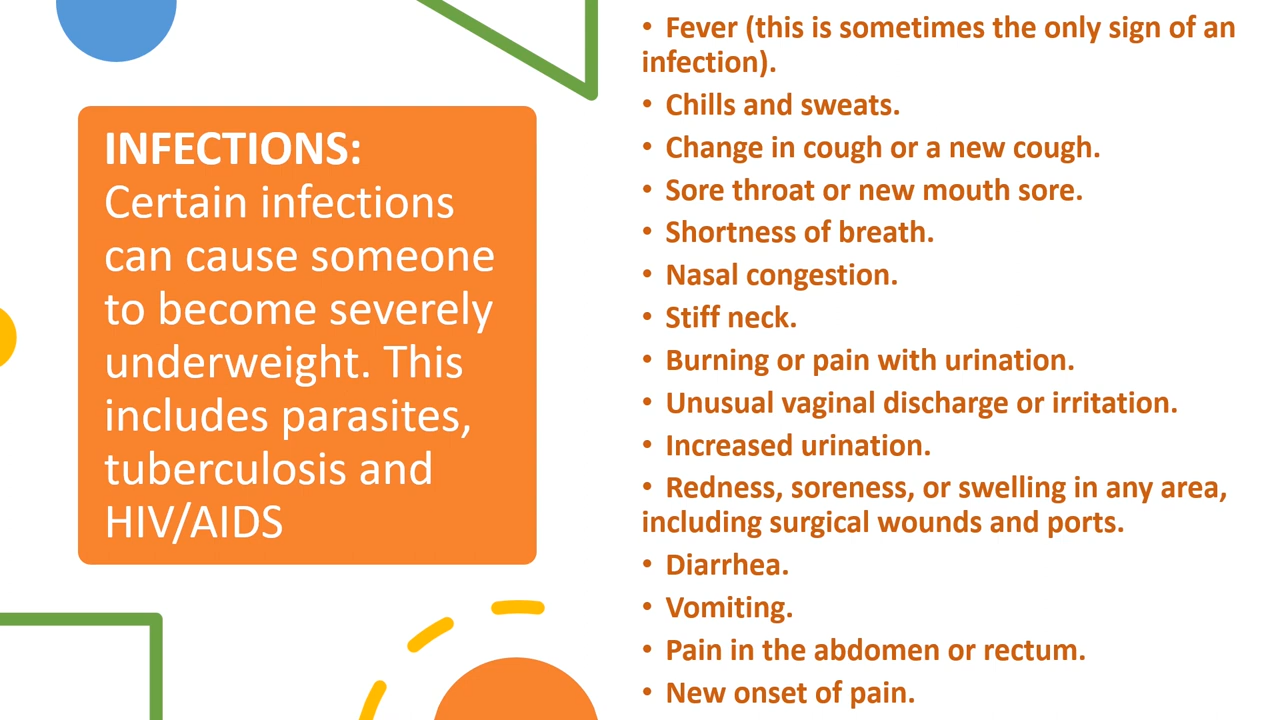 INFECTIONS:
Certain infections
can cause someone
to become severely
underweight. This
includes parasites,
tuberculosis and
HIV/AIDS
• Fever (this is sometimes the only sign of an
infection).
• Chills and sweats.
• Change in cough or a new cough.
• Sore throat or new mouth sore.
• Shortness of breath.
• Nasal congestion.
• Stiff neck.
• Burning or pain with urination.
• Unusual vaginal discharge or irritation.
• Increased urination.
• Redness, soreness, or swelling in any area,
including surgical wounds and ports.
• Diarrhea.
• Vomiting.
• Pain in the abdomen or rectum.
• New onset of pain.